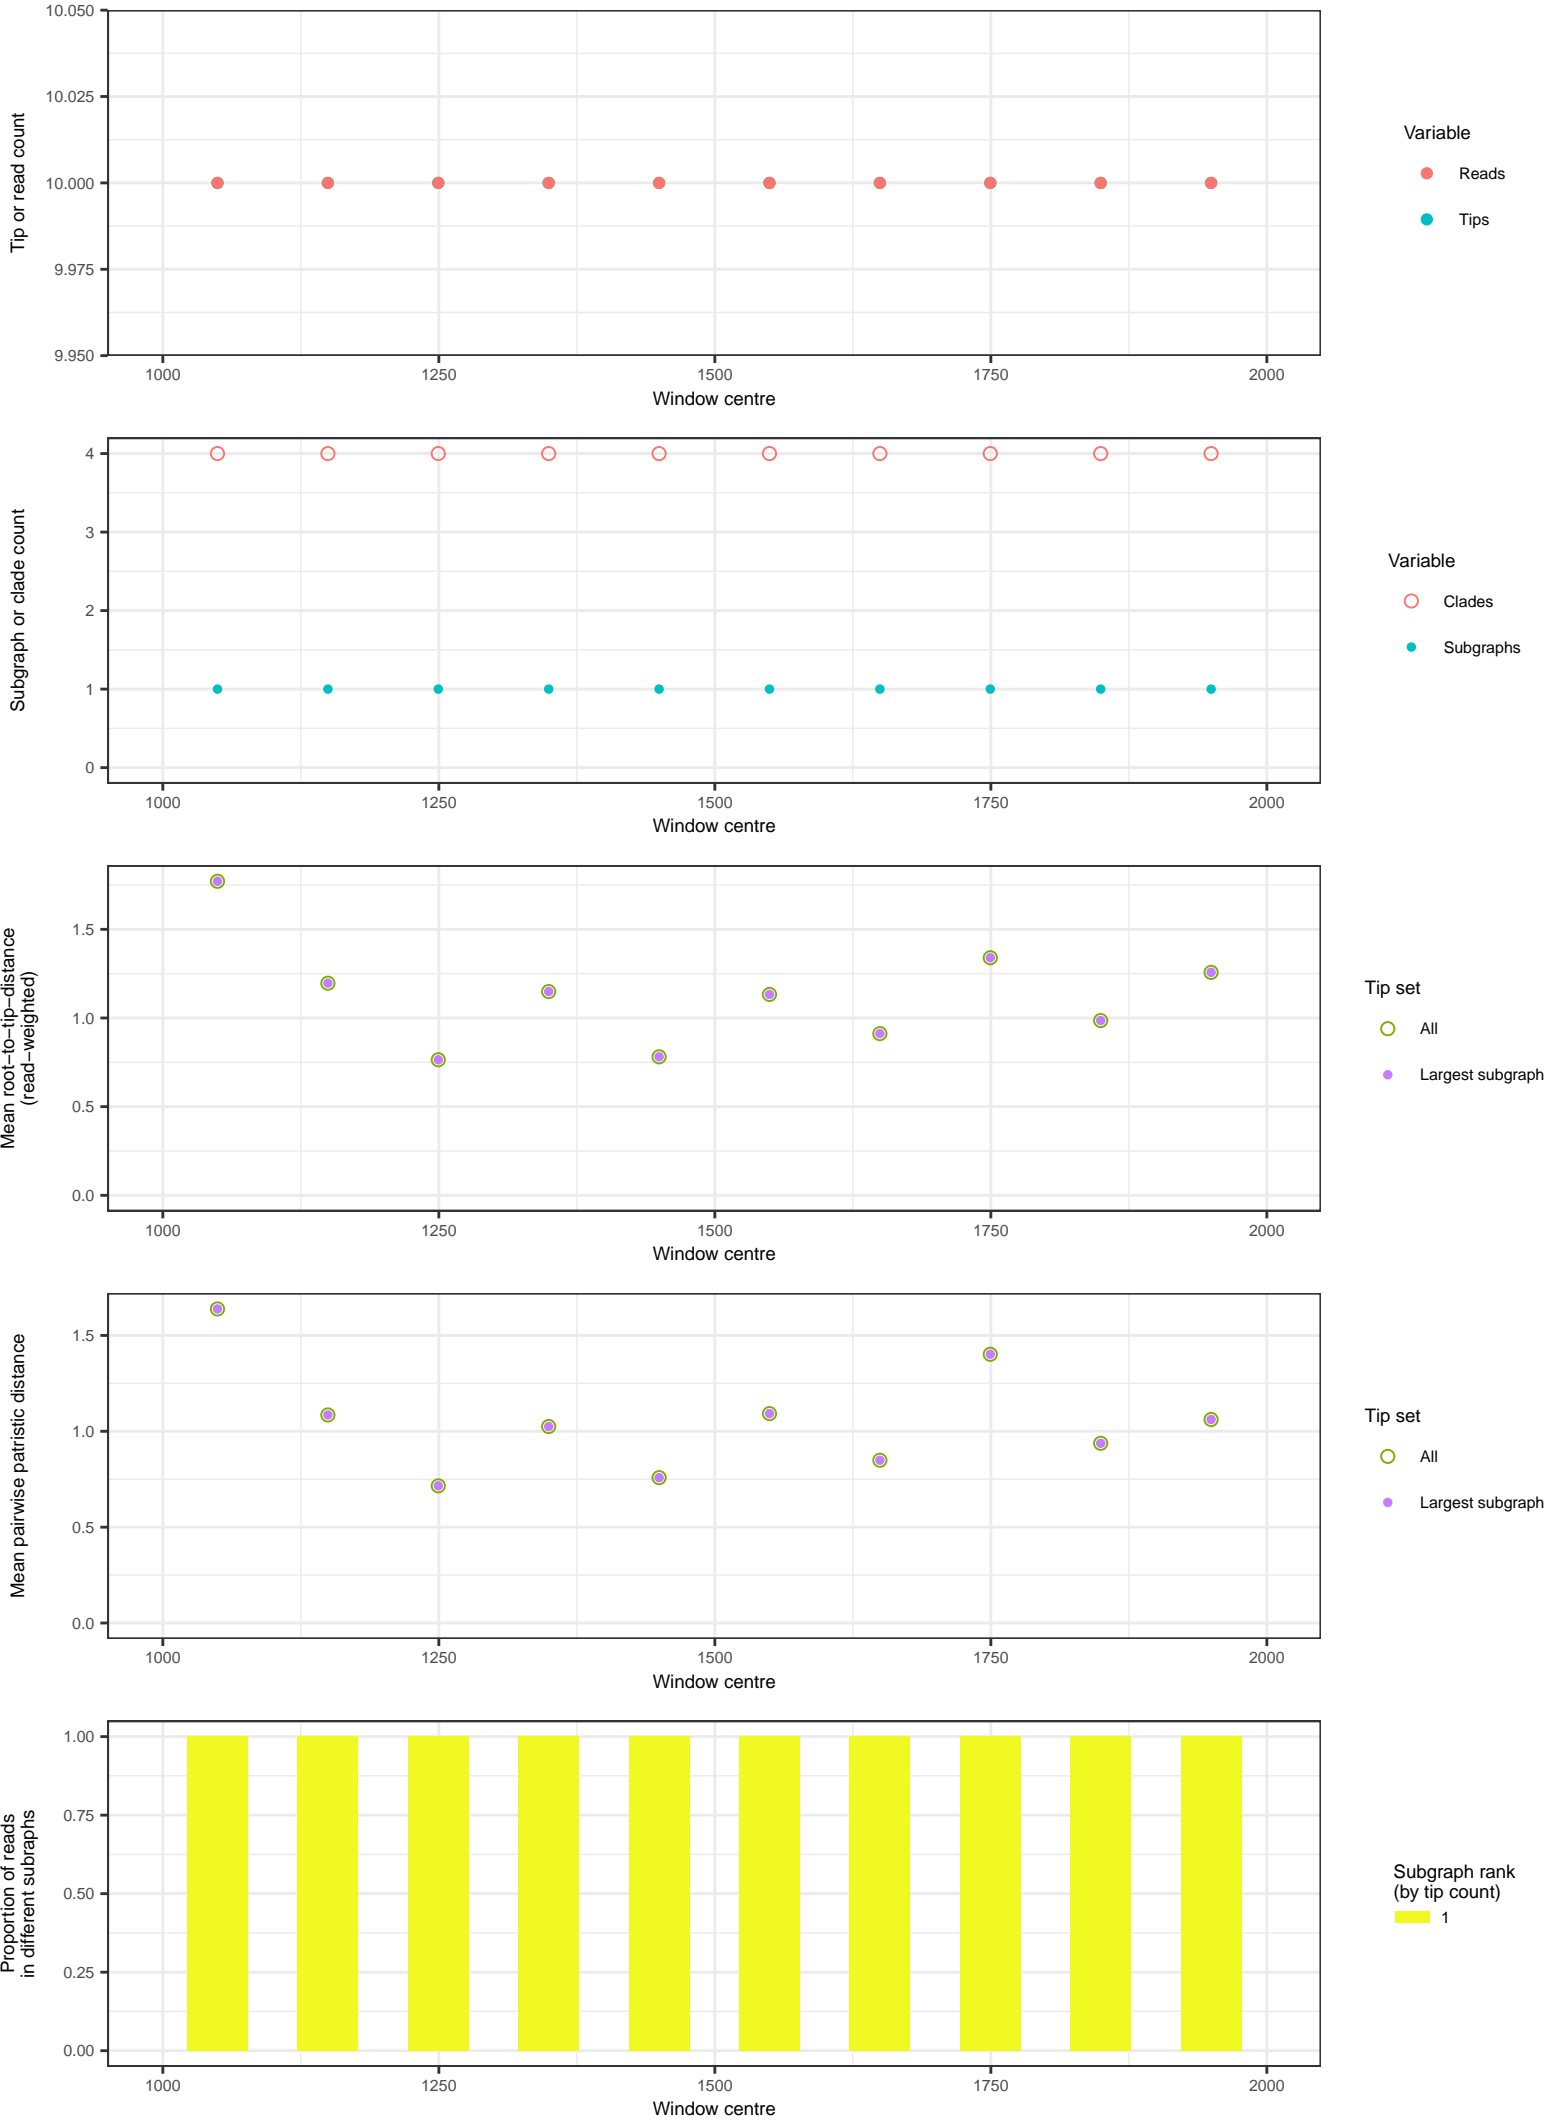 10.050
10.025
10.000
9.975
9.950
Tip or read count
1000 1250 1500 1750 2000
Window centre
Variable
Reads
Tips
4
3
2
1
0
Subgraph or clade count
1000 1250 1500 1750 2000
Window centre
Variable
Clades
Subgraphs
1.5
1.0
0.5
0.0
Mean root−to−tip−distance
(read−weighted)
1000 1250 1500 1750 2000
Window centre
Tip set
All
Largest subgraph
1.5
1.0
0.5
0.0
Mean pairwise patristic distance
1000 1250 1500 1750 2000
Window centre
Tip set
All
Largest subgraph
1.00
0.75
0.50
0.25
0.00
Proportion of reads
in different subraphs
1000 1250 1500 1750 2000
Window centre
Subgraph rank
(by tip count)
1